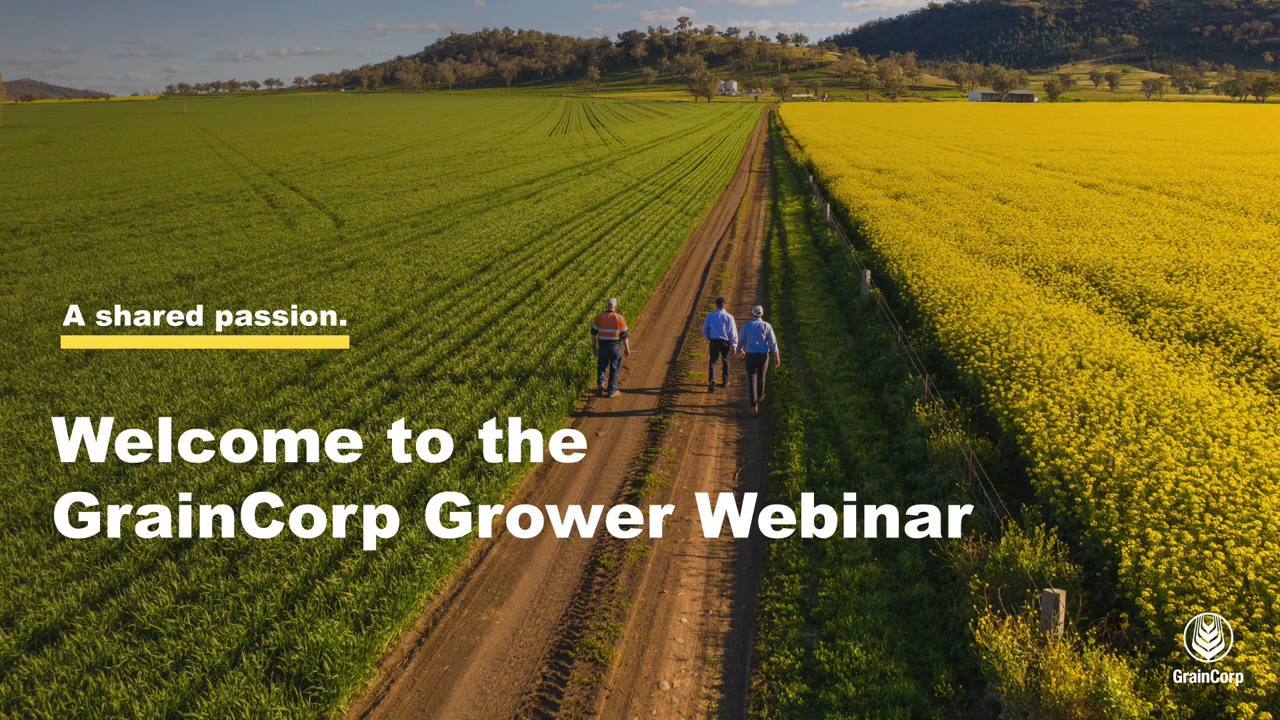 A shared passion.
Welcome to the
GrainCorp Grower Webinar
GrainCorp